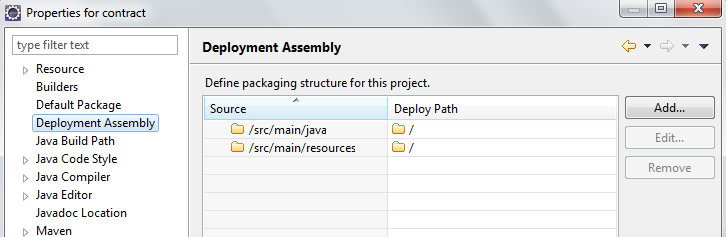 Properties for contract
type filter text
Resource
Builders
Default Package
Deployment Assembly
Java Build Path
Java Code Style
Java Compiler
Java Editor
Javadoc Location
Maven
Deployment Assembly
Define packaging structure for this project.
Source Deploy Path
/src/main/java /
/src/main/resources /
Add...
Edit...
Remove